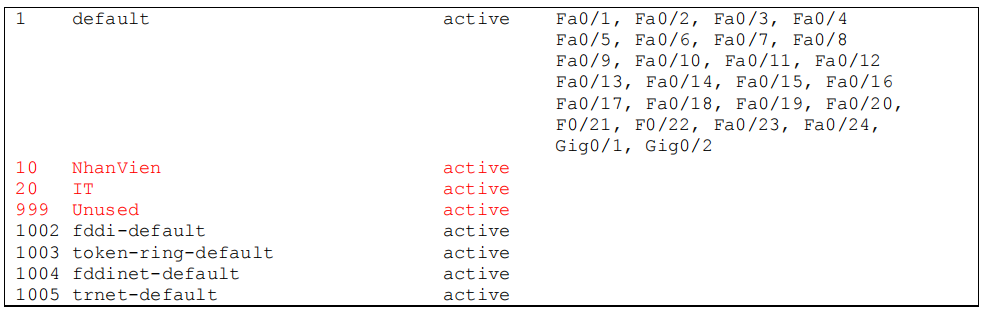 1 default active Fa0/1, Fa0/2, Fa0/3, Fa0/4
Fa0/5, Fa0/6, Fa0/7, Fa0/8
Fa0/9, Fa0/10, Fa0/11, Fa0/12
Fa0/13, Fa0/14, Fa0/15, Fa0/16
Fa0/17, Fa0/18, Fa0/19, Fa0/20,
F0/21, F0/22, Fa0/23, Fa0/24,
Gig0/1, Gig0/2
10 NhanVien active
20 IT active
999 Unused active
1002 fddi-default active
1003 token-ring-default active
1004 fddinet-default active
1005 trnet-default active